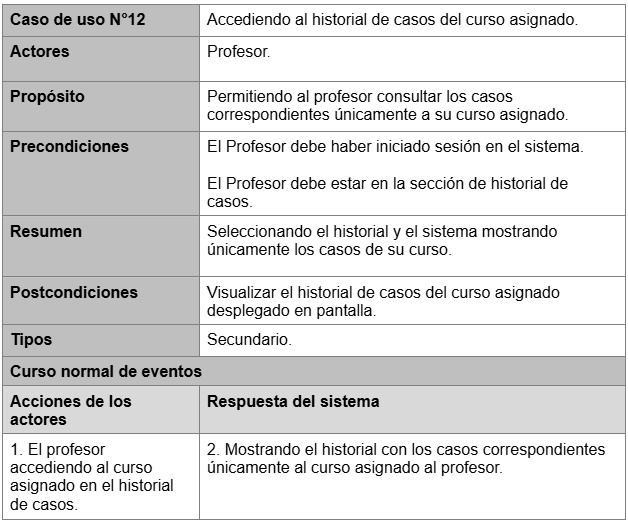 Caso de uso N°12
Accediendo al historial de casos del curso asignado.
Actores
Profesor.
Propósito
Permitiendo al profesor consultar los casos
correspondientes únicamente a su curso asignado.
Precondiciones
El Profesor debe haber iniciado sesión en el sistema.
El Profesor debe estar en la sección de historial de
casos.
Resumen
Seleccionando el historial y el sistema mostrando
únicamente los casos de su curso.
Postcondiciones
Visualizar el historial de casos del curso asignado
desplegado en pantalla.
Tipos
Secundario.
Curso normal de eventos
Acciones de los
actores
Respuesta del sistema
1. El profesor
accediendo al curso
asignado en el historial
de casos.
2. Mostrando el historial con los casos correspondientes
únicamente al curso asignado al profesor.